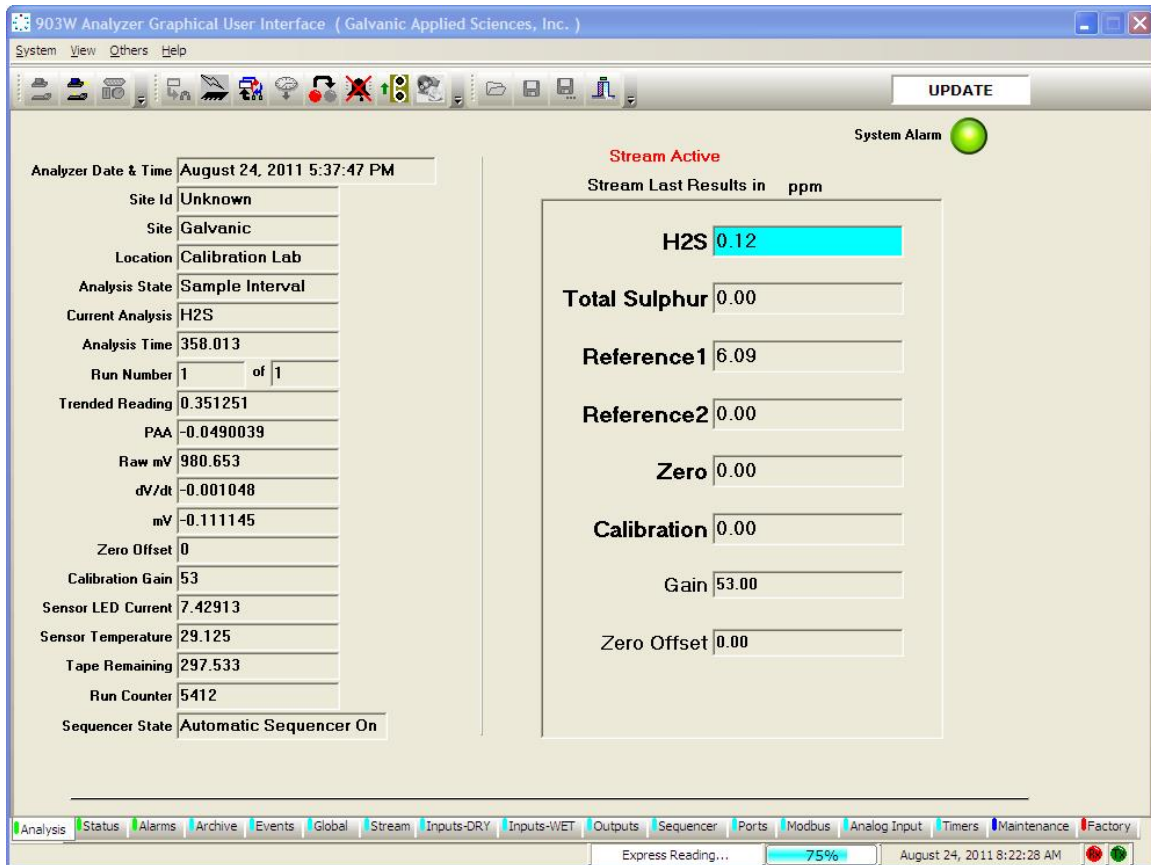 903W Analyzer Graphical User Interface ( Galvanic Applied Sciences, Inc. )
System View Others Help
UPDATE
System Alarm
Analyzer Date & Time August 24, 2011 5:37:47 PM
Site Id Unknown
Site Galvanic
Location Calibration Lab
Analysis State Sample Interval
Current Analysis H2S
Analysis Time 358.013
Run Number 1 of 1
Trended Reading 0.351251
PAA -0.0490039
Raw mV 980.653
dV/dt -0.001048
mV -0.111145
Zero Offset 0
Calibration Gain 53
Sensor LED Current 7.42913
Sensor Temperature 29.125
Tape Remaining 297.533
Run Counter 5412
Sequencer State Automatic Sequencer On
Stream Active
Stream Last Results in ppm
H2S 0.12
Total Sulphur 0.00
Reference1 6.09
Reference2 0.00
Zero 0.00
Calibration 0.00
Gain 53.00
Zero Offset 0.00
Analysis Status Alarms Archive Events Global Stream Inputs-DRY Inputs-WET Outputs Sequencer Ports Modbus Analog Input Timers Maintenance Factory
Express Reading... 75% August 24, 2011 8:22:28 AM Rx Tx